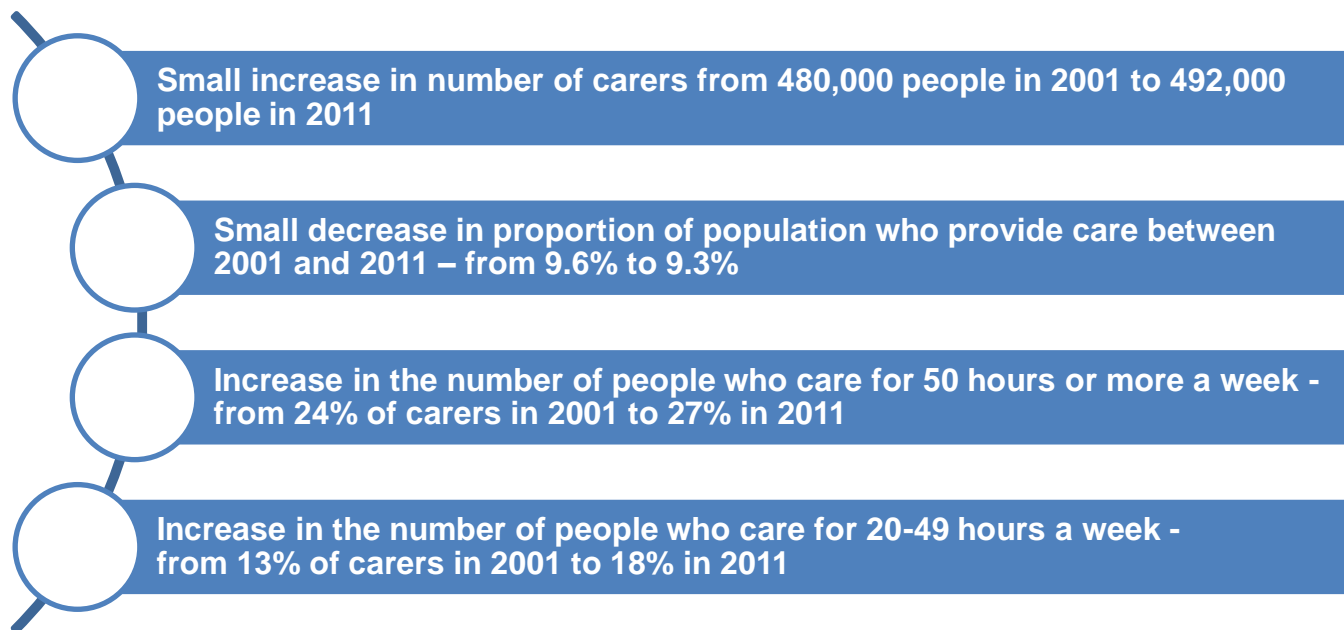 Small increase in number of carers from 480,000 people in 2001 to 492,000
people in 2011
Small decrease in proportion of population who provide care between
2001 and 2011 – from 9.6% to 9.3%
Increase in the number of people who care for 50 hours or more a week -
from 24% of carers in 2001 to 27% in 2011
Increase in the number of people who care for 20-49 hours a week -
from 13% of carers in 2001 to 18% in 2011